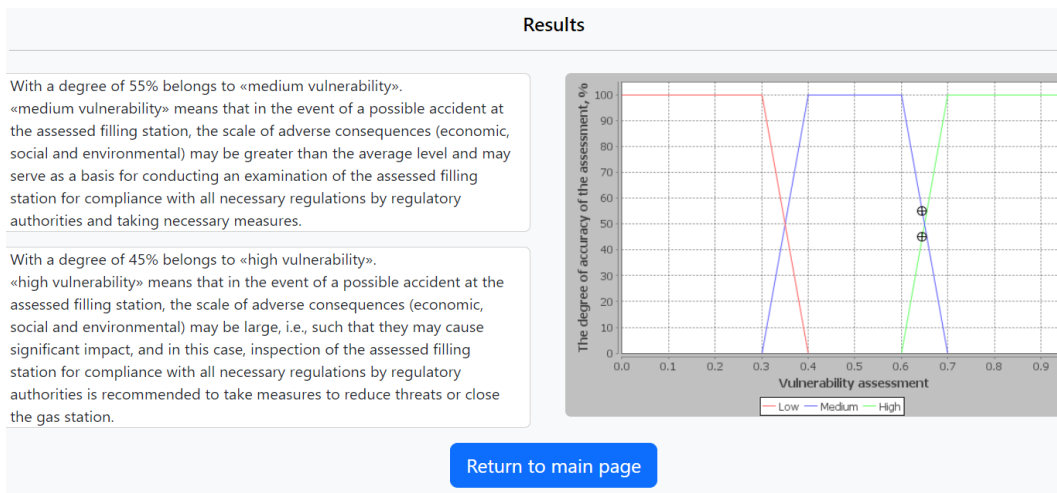 Results
With a degree of 55% belongs to «medium vulnerability».
«medium vulnerability» means that in the event of a possible accident at
the assessed filling station, the scale of adverse consequences (economic,
social and environmental) may be greater than the average level and may
serve as a basis for conducting an examination of the assessed filling
station for compliance with all necessary regulations by regulatory
authorities and taking necessary measures.
With a degree of 45% belongs to «high vulnerability».
«high vulnerability» means that in the event of a possible accident at the
assessed filling station, the scale of adverse consequences (economic,
social and environmental) may be large, i.e., such that they may cause
significant impact, and in this case, inspection of the assessed filling
station for compliance with all necessary regulations by regulatory
authorities is recommended to take measures to reduce threats or close
the gas station.
The degree of accuracy of the assessment, %
100
90
80
70
60
50
40
30
20
10
0
0.0 0.1 0.2 0.3 0.4 0.5 0.6 0.7 0.8 0.9
Vulnerability assessment
Low Medium High
Return to main page